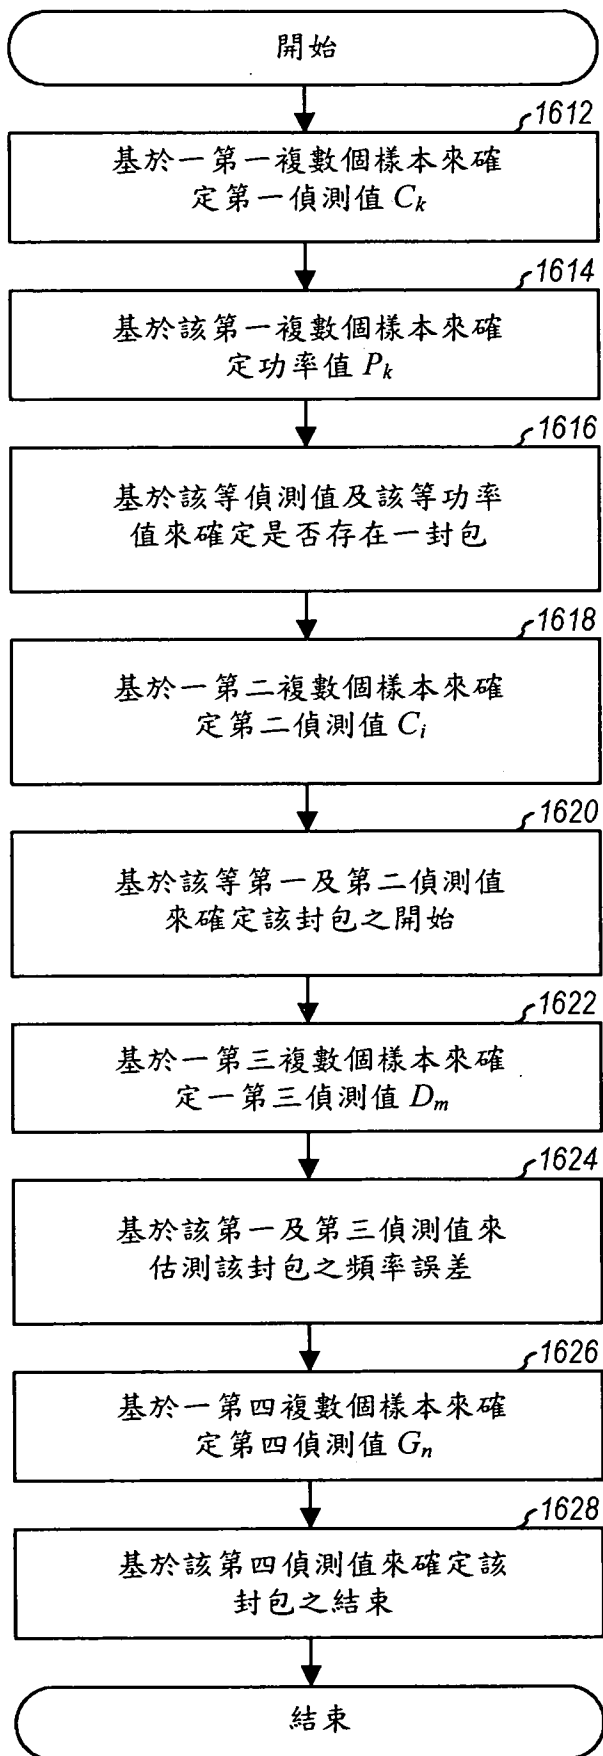 開始
1612
基於一第一複數個樣本來確
定第一偵測值 Ck
1614
基於該第一複數個樣本來確
定功率值 Pk
1616
基於該等偵測值及該等功率
值來確定是否存在一封包
1618
基於一第二複數個樣本來確
定第二偵測值 Ci
1620
基於該等第一及第二偵測值
來確定該封包之開始
1622
基於一第三複數個樣本來確
定一第三偵測值 Dm
1624
基於該第一及第三偵測值來
估測該封包之頻率誤差
1626
基於一第四複數個樣本來確
定第四偵測值 Gn
1628
基於該第四偵測值來確定該
封包之結束
結束